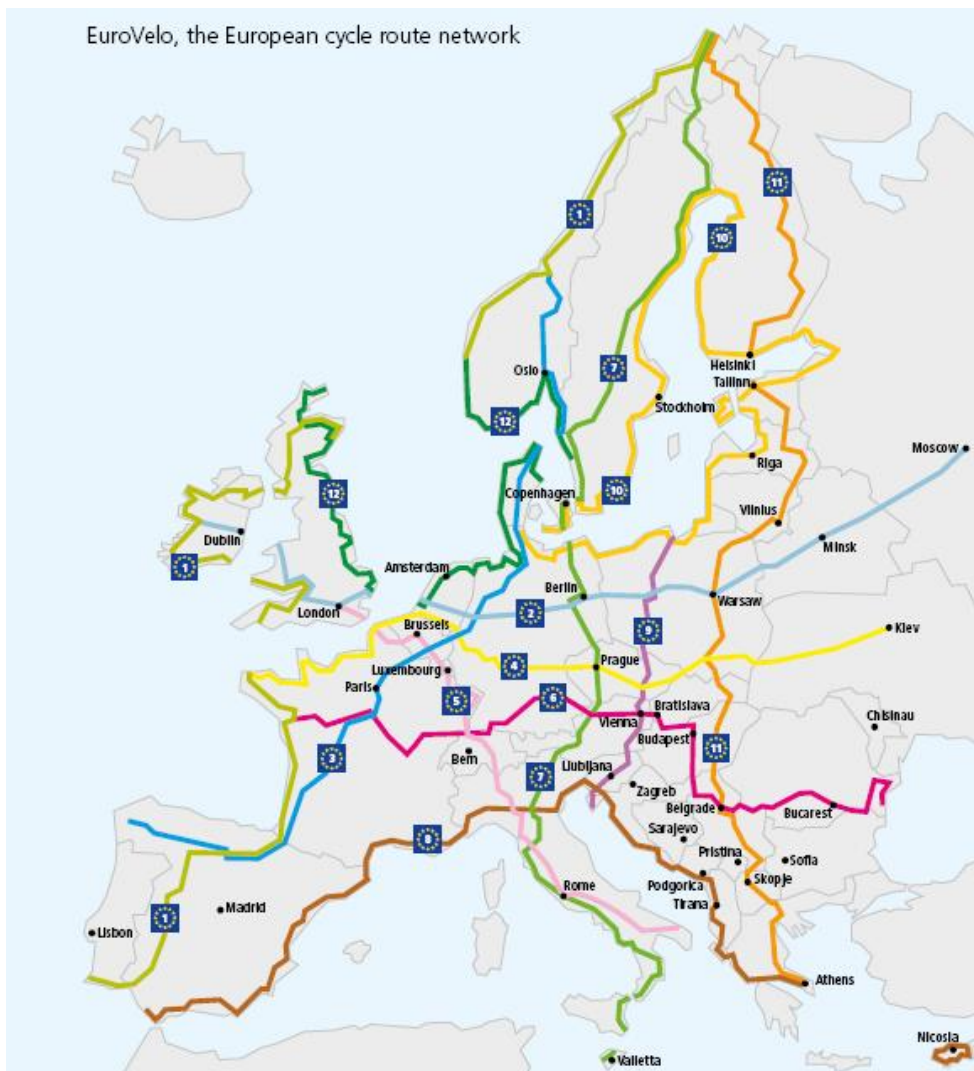 EuroVelo, the European cycle route network
11
1
10
Oslo
7
Helsinki
Tallinn
Stockholm
12
Moscow
Riga
12
Copenhagen
10
Vilnius
Dublin
Minsk
1
Amsterdam
Berlin
London
2
Warsaw
Brussels
9
Kiev
Luxembourg
4
Prague
Paris
5
6
Bratislava
Vienna
Chisinau
Budapest
11
3
Bern
7
Ljubljana
Zagreb
Belgrade
Bucarest
8
Sarajevo
Pristina
Sofia
Podgorica
Skopje
Rome
Tirana
Madrid
1
Lisbon
Athens
Nicosia
Valletta